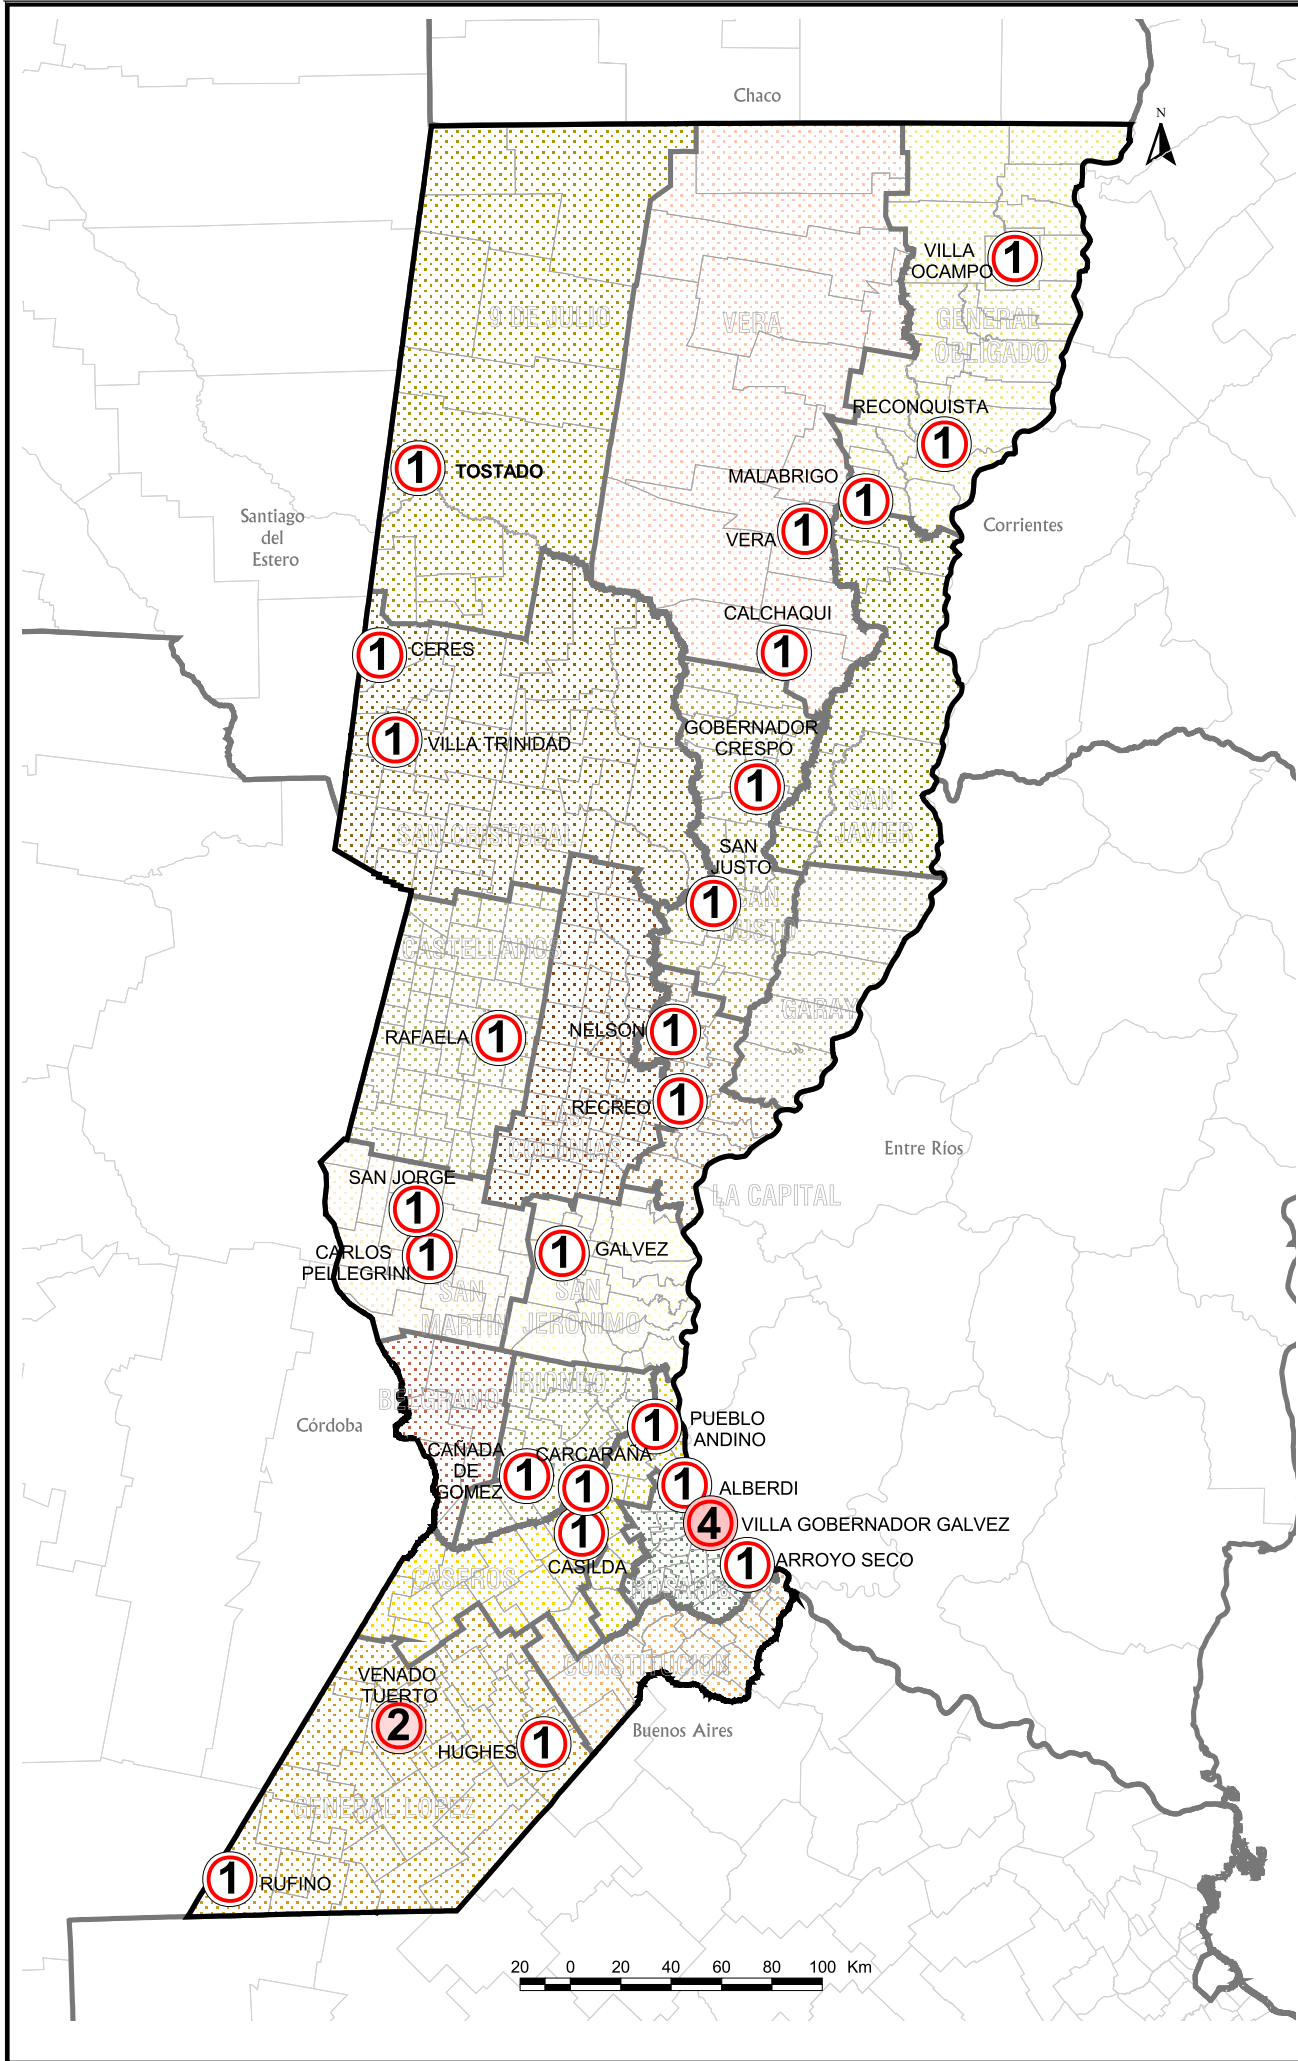 Chaco
N
VILLA
OCAMPO
1
9 DE JULIO
VERA
GENERAL
OBLIGADO
RECONQUISTA
1
1
TOSTADO
MALABRIGO
1
Santiago
del
Estero
Corrientes
VERA
1
CALCHAQUI
1
1
CERES
1
VILLA TRINIDAD
GOBERNADOR
CRESPO
1
SAN
JAVIER
SAN CRISTOBAL
SAN
JUSTO
1
SAN
JUSTO
CASTELLANOS
GARAY
RAFAELA
1
NELSON
1
RECREO
1
LAS
COLONIAS
Entre Ríos
SAN JORGE
1
LA CAPITAL
CARLOS
PELLEGRINI
1
1
GALVEZ
SAN
MARTIN
SAN
JERONIMO
IRIONDO
BELGRANO
Córdoba
1
PUEBLO
ANDINO
CAÑADA
DE
GOMEZ
1
CARCARAÑA
1
1
ALBERDI
4
VILLA GOBERNADOR GALVEZ
1
CASILDA
1
ARROYO SECO
CASEROS
ROSARIO
CONSTITUCION
VENADO
TUERTO
2
Buenos Aires
HUGHES
1
GENERAL LOPEZ
1
RUFINO
20 0 20 40 60 80 100 Km